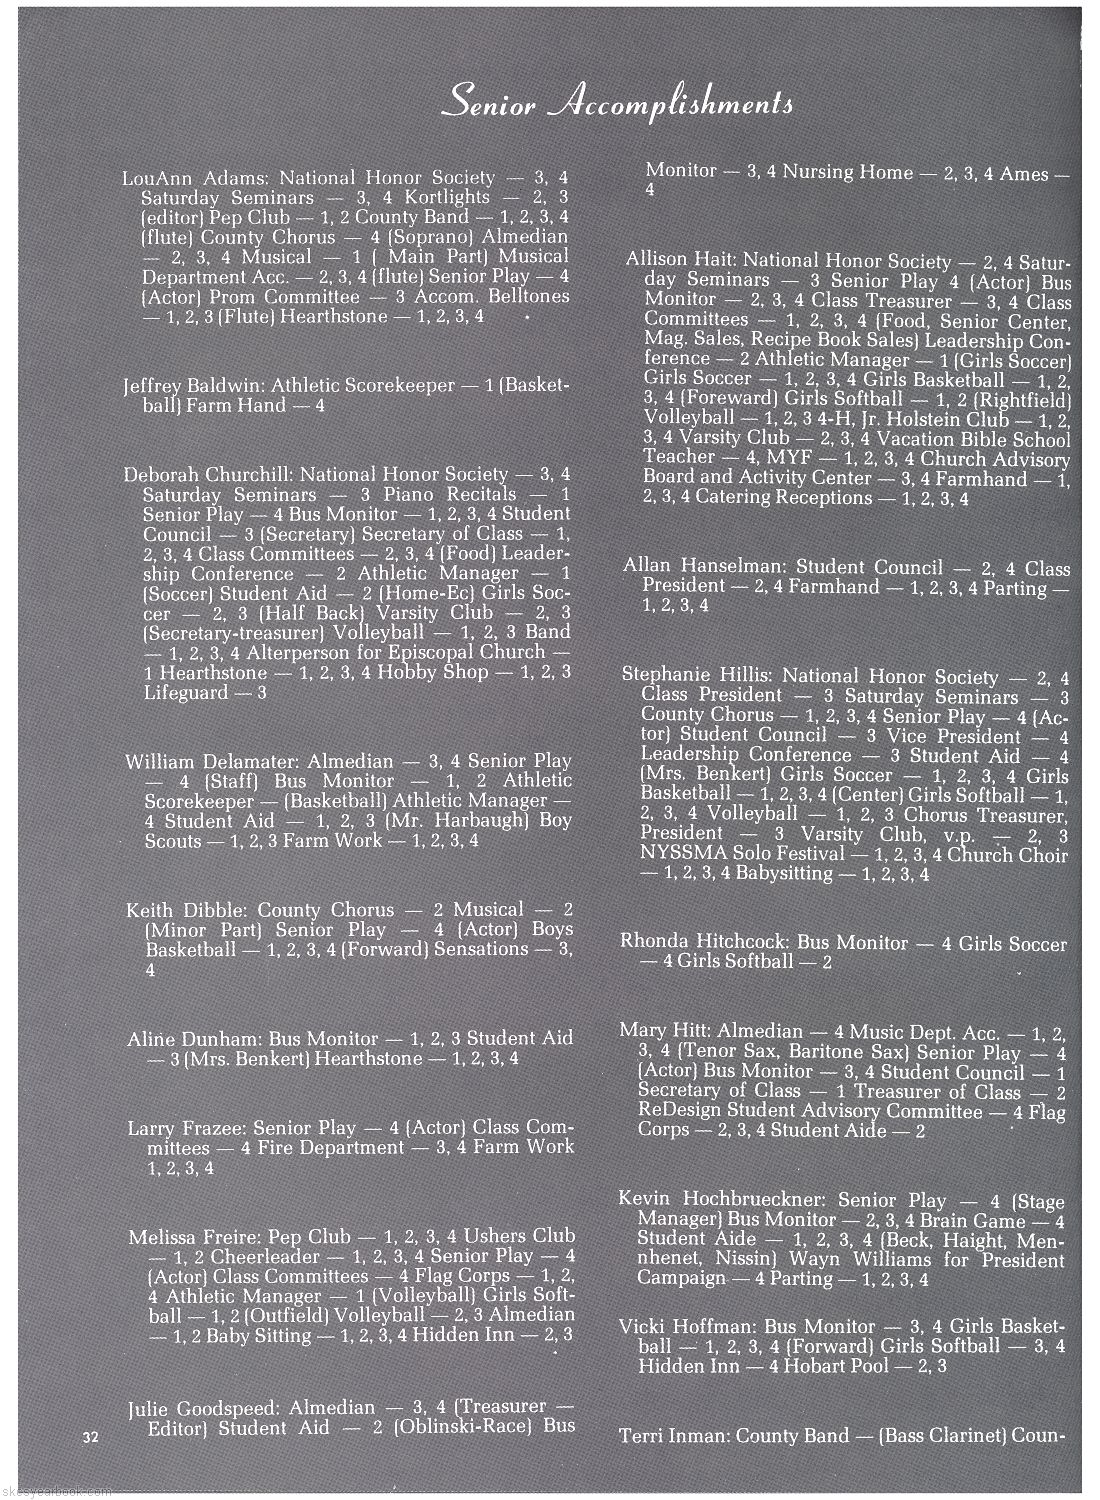 Senior Accomplishments
LouAnn Adams: National Honor Society — 3, 4
Saturday Seminars — 3, 4 Kortlights — 2, 3
(editor) Pep Club — 1, 2 County Band — 1, 2, 3, 4
(flute) County Chorus — 4 (Soprano) Almedian
— 2, 3, 4 Musical — 1 ( Main Part) Musical
Department Acc. — 2, 3, 4 (flute) Senior Play — 4
(Actor) Prom Committee — 3 Accom. Belltones
— 1, 2, 3 (Flute) Hearthstone — 1, 2, 3, 4
Jeffrey Baldwin: Athletic Scorekeeper — 1 (Basket-
ball) Farm Hand — 4
Deborah Churchill: National Honor Society — 3, 4
Saturday Seminars — 3 Piano Recitals — 1
Senior Play — 4 Bus Monitor — 1, 2, 3, 4 Student
Council — 3 (Secretary) Secretary of Class — 1,
2, 3, 4 Class Committees — 2, 3, 4 (Food) Leader-
ship Conference — 2 Athletic Manager — 1
(Soccer) Student Aid — 2 (Home-Ec) Girls Soc-
cer — 2, 3 (Half Back) Varsity Club — 2, 3
(Secretary-treasurer) Volleyball — 1, 2, 3 Band
— 1, 2, 3, 4 Alterperson for Episcopal Church —
1 Hearthstone — 1, 2, 3, 4 Hobby Shop — 1, 2, 3
Lifeguard — 3
William Delamater: Almedian — 3, 4 Senior Play
— 4 (Staff) Bus Monitor — 1, 2 Athletic
Scorekeeper — (Basketball) Athletic Manager —
4 Student Aid — 1, 2, 3 (Mr. Harbaugh) Boy
Scouts — 1, 2, 3 Farm Work — 1, 2, 3, 4
Keith Dibble: County Chorus — 2 Musical — 2
(Minor Part) Senior Play — 4 (Actor) Boys
Basketball — 1, 2, 3, 4 (Forward) Sensations — 3,
4
Aline Dunham: Bus Monitor — 1, 2, 3 Student Aid
— 3 (Mrs. Benkert) Hearthstone — 1, 2, 3, 4
Larry Frazee: Senior Play — 4 (Actor) Class Com-
mittees — 4 Fire Department — 3, 4 Farm Work
1, 2, 3, 4
Melissa Freire: Pep Club — 1, 2, 3, 4 Ushers Club
— 1, 2 Cheerleader — 1, 2, 3, 4 Senior Play — 4
(Actor) Class Committees — 4 Flag Corps — 1, 2,
4 Athletic Manager — 1 (Volleyball) Girls Soft-
ball — 1, 2 (Outfield) Volleyball — 2, 3 Almedian
— 1, 2 Baby Sitting — 1, 2, 3, 4 Hidden Inn — 2, 3
Julie Goodspeed: Almedian — 3, 4 (Treasurer —
Editor) Student Aid — 2 (Oblinski-Race) Bus
32
Monitor — 3, 4 Nursing Home — 2, 3, 4 Ames —
4
Allison Hait: National Honor Society — 2, 4 Satur-
day Seminars — 3 Senior Play 4 (Actor) Bus
Monitor — 2, 3, 4 Class Treasurer — 3, 4 Class
Committees — 1, 2, 3, 4 (Food, Senior Center,
Mag. Sales, Recipe Book Sales) Leadership Con-
ference — 2 Athletic Manager — 1 (Girls Soccer)
Girls Soccer — 1, 2, 3, 4 Girls Basketball — 1, 2,
3, 4 (Foreward) Girls Softball — 1, 2 (Rightfield)
Volleyball — 1, 2, 3 4-H, Jr. Holstein Club — 1, 2,
3, 4 Varsity Club — 2, 3, 4 Vacation Bible School
Teacher — 4, MYF — 1, 2, 3, 4 Church Advisory
Board and Activity Center — 3, 4 Farmhand — 1,
2, 3, 4 Catering Receptions — 1, 2, 3, 4
Allan Hanselman: Student Council — 2, 4 Class
President — 2, 4 Farmhand — 1, 2, 3, 4 Parting —
1, 2, 3, 4
Stephanie Hillis: National Honor Society — 2, 4
Class President — 3 Saturday Seminars — 3
County Chorus — 1, 2, 3, 4 Senior Play — 4 (Ac-
tor) Student Council — 3 Vice President — 4
Leadership Conference — 3 Student Aid — 4
(Mrs. Benkert) Girls Soccer — 1, 2, 3, 4 Girls
Basketball — 1, 2, 3, 4 (Center) Girls Softball — 1,
2, 3, 4 Volleyball — 1, 2, 3 Chorus Treasurer,
President — 3 Varsity Club, v.p. — 2, 3
NYSSMA Solo Festival — 1, 2, 3, 4 Church Choir
— 1, 2, 3, 4 Babysitting — 1, 2, 3, 4
Rhonda Hitchcock: Bus Monitor — 4 Girls Soccer
— 4 Girls Softball — 2
Mary Hitt: Almedian — 4 Music Dept. Acc. — 1, 2,
3, 4 (Tenor Sax, Baritone Sax) Senior Play — 4
(Actor) Bus Monitor — 3, 4 Student Council — 1
Secretary of Class — 1 Treasurer of Class — 2
ReDesign Student Advisory Committee — 4 Flag
Corps — 2, 3, 4 Student Aide — 2
Kevin Hochbrueckner: Senior Play — 4 (Stage
Manager) Bus Monitor — 2, 3, 4 Brain Game — 4
Student Aide — 1, 2, 3, 4 (Beck, Haight, Men-
nhenet, Nissin) Wayn Williams for President
Campaign — 4 Parting — 1, 2, 3, 4
Vicki Hoffman: Bus Monitor — 3, 4 Girls Basket-
ball — 1, 2, 3, 4 (Forward) Girls Softball — 3, 4
Hidden Inn — 4 Hobart Pool — 2, 3
Terri Inman: County Band — (Bass Clarinet) Coun-
skcsyearbook.com